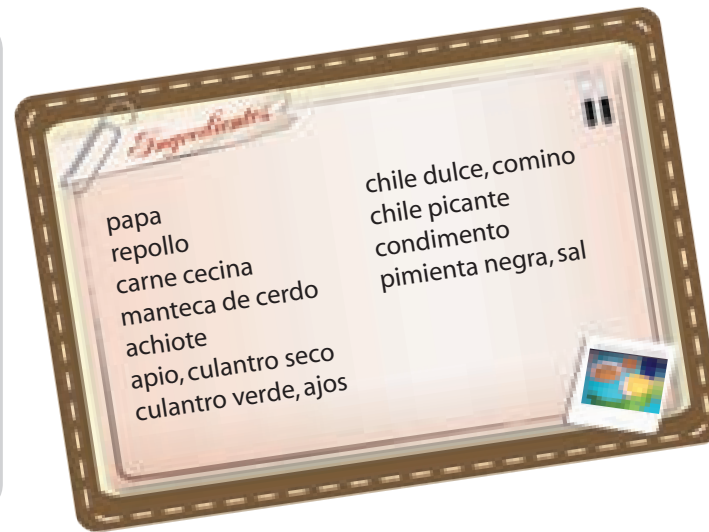 Ingredientes
papa
repollo
carne cecina
manteca de cerdo
achiote
apio, culantro seco
culantro verde, ajos
chile dulce, comino
chile picante
condimento
pimienta negra, sal